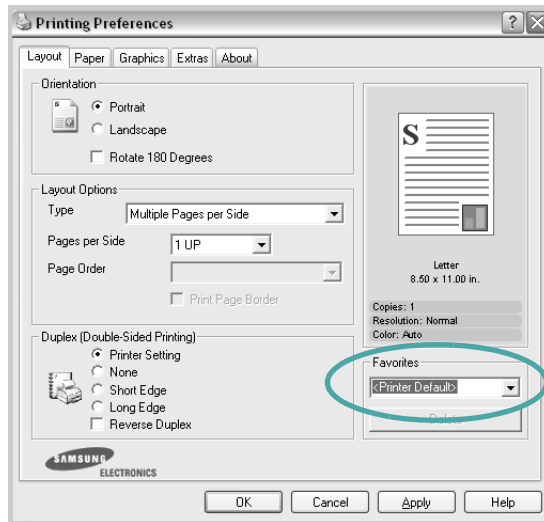 Printing Preferences
Layout Paper Graphics Extras About
Orientation
Portrait
Landscape
Rotate 180 Degrees
Layout Options
Type Multiple Pages per Side
Pages per Side 1 UP
Page Order
Print Page Border
Duplex (Double-Sided Printing)
Printer Setting
None
Short Edge
Long Edge
Reverse Duplex
S
Letter
8.50 x 11.00 in.
Copies: 1
Resolution: Normal
Color: Auto
Favorites
<Printer Default>
Delete
SAMSUNG
ELECTRONICS
OK Cancel Apply Help